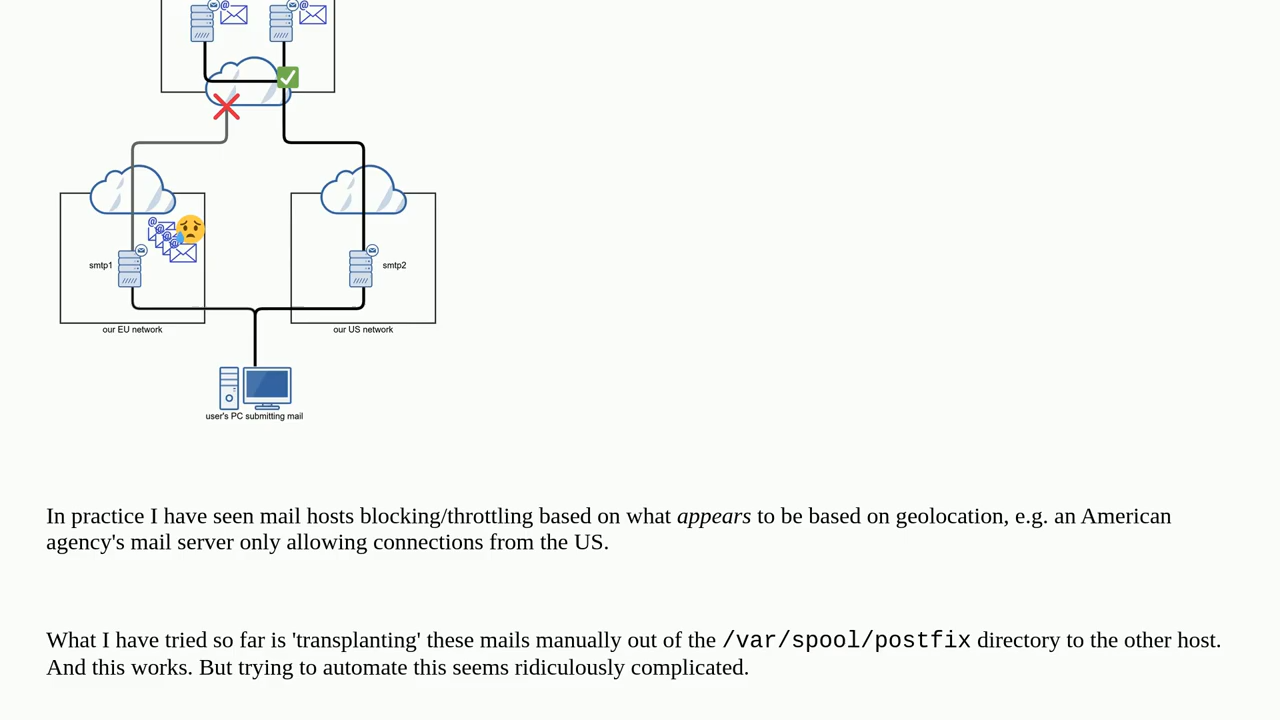 smtp1
smtp2
our EU network
our US network
user's PC submitting mail
In practice I have seen mail hosts blocking/throttling based on what appears to be based on geolocation, e.g. an American
agency's mail server only allowing connections from the US.
What I have tried so far is 'transplanting' these mails manually out of the /var/spool/postfix directory to the other host.
And this works. But trying to automate this seems ridiculously complicated.